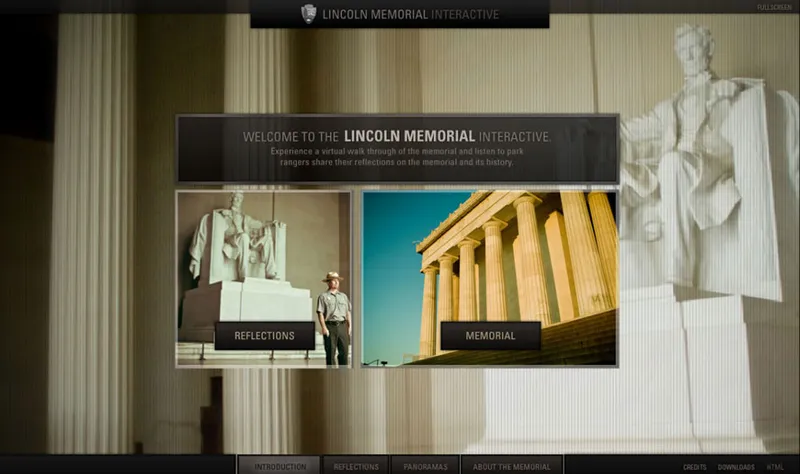 LINCOLN MEMORIAL INTERACTIVE
FULLSCREEN
WELCOME TO THE LINCOLN MEMORIAL INTERACTIVE.
Experience a virtual walk through of the memorial and listen to park
rangers share their reflections on the memorial and its history.
REFLECTIONS
MEMORIAL
INTRODUCTION
REFLECTIONS
PANORAMAS
ABOUT THE MEMORIAL
CREDITS
DOWNLOADS
HTML